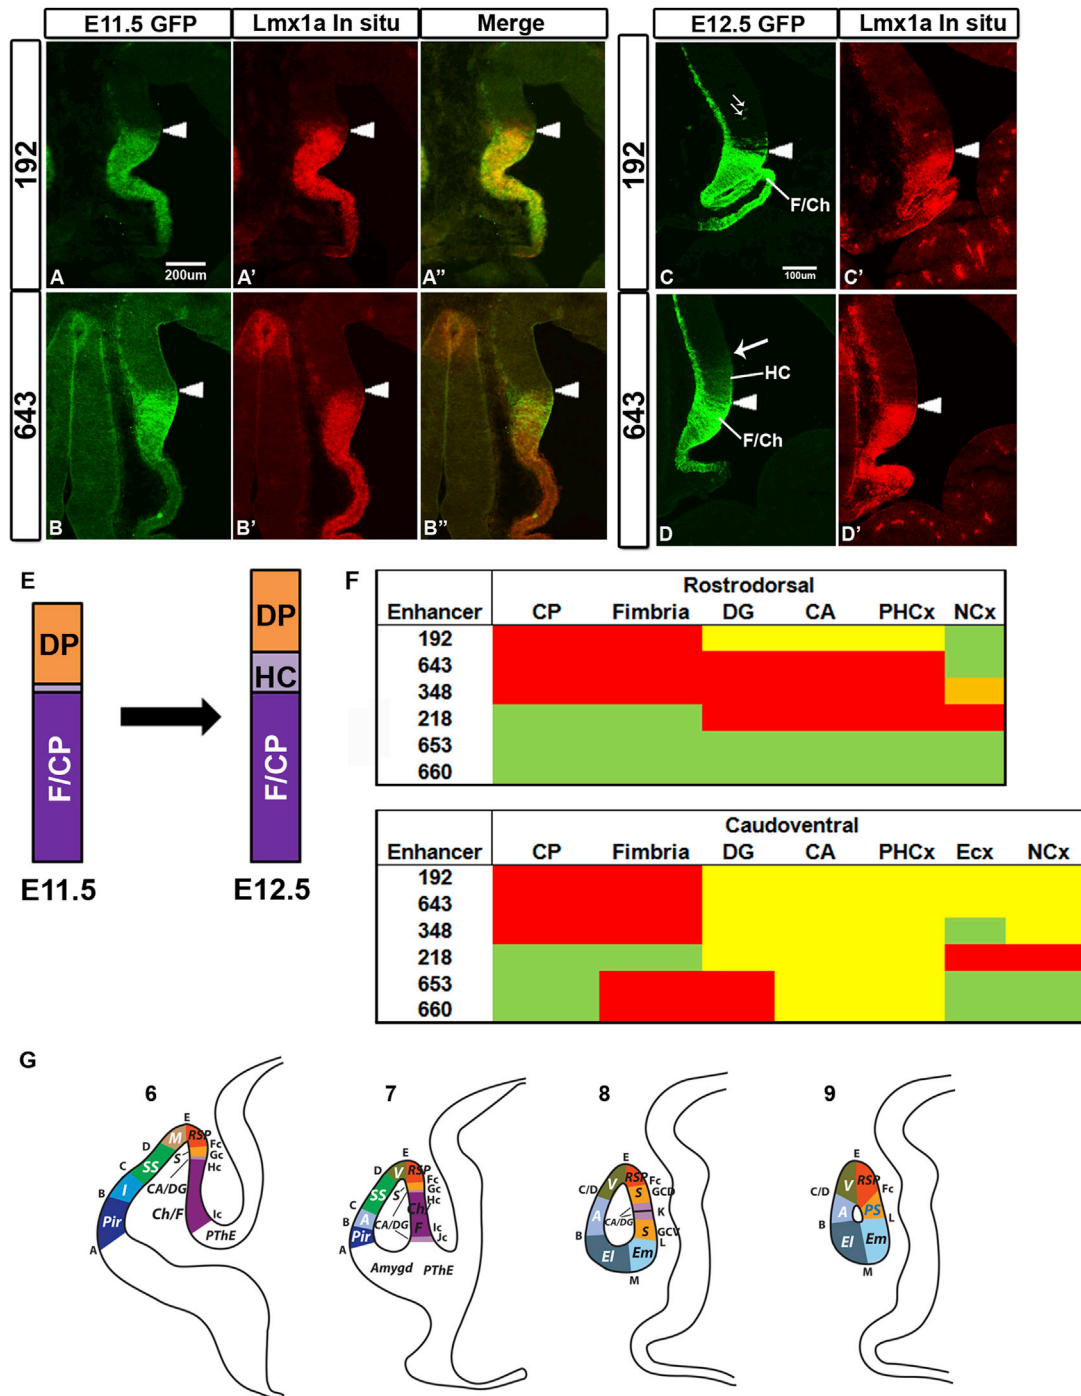 E11.5 GFP Lmx1a In situ Merge E12.5 GFP Lmx1a In situ
192 192
F/Ch
A 200um A' A'' C 100um C'
643 643
HC
F/Ch
B B' B'' D D'
E
DP DP
HC
F/CP F/CP
E11.5 E12.5
F
Rostrodorsal
Enhancer CP Fimbria DG CA PHCx NCx
192
643
348
218
653
660
Caudoventral
Enhancer CP Fimbria DG CA PHCx Ecx NCx
192
643
348
218
653
660
G
6 7 8 9
E
D M RSP Fc
S Gc
C SS Hc
CA/DG
B I
Ch/F Ic
Pir PThE
A
E
D V RSP Fc
S Gc
C SS Hc
Ch/
A CA/DG F
B Ic
Pir Jc
A
Amygd PThE
E
V RSP Fc
C/D S GCD
A CA/DG K
B S GCV
L
El Em
M
E
V RSP
C/D Fc
A PS
B L
El Em
M